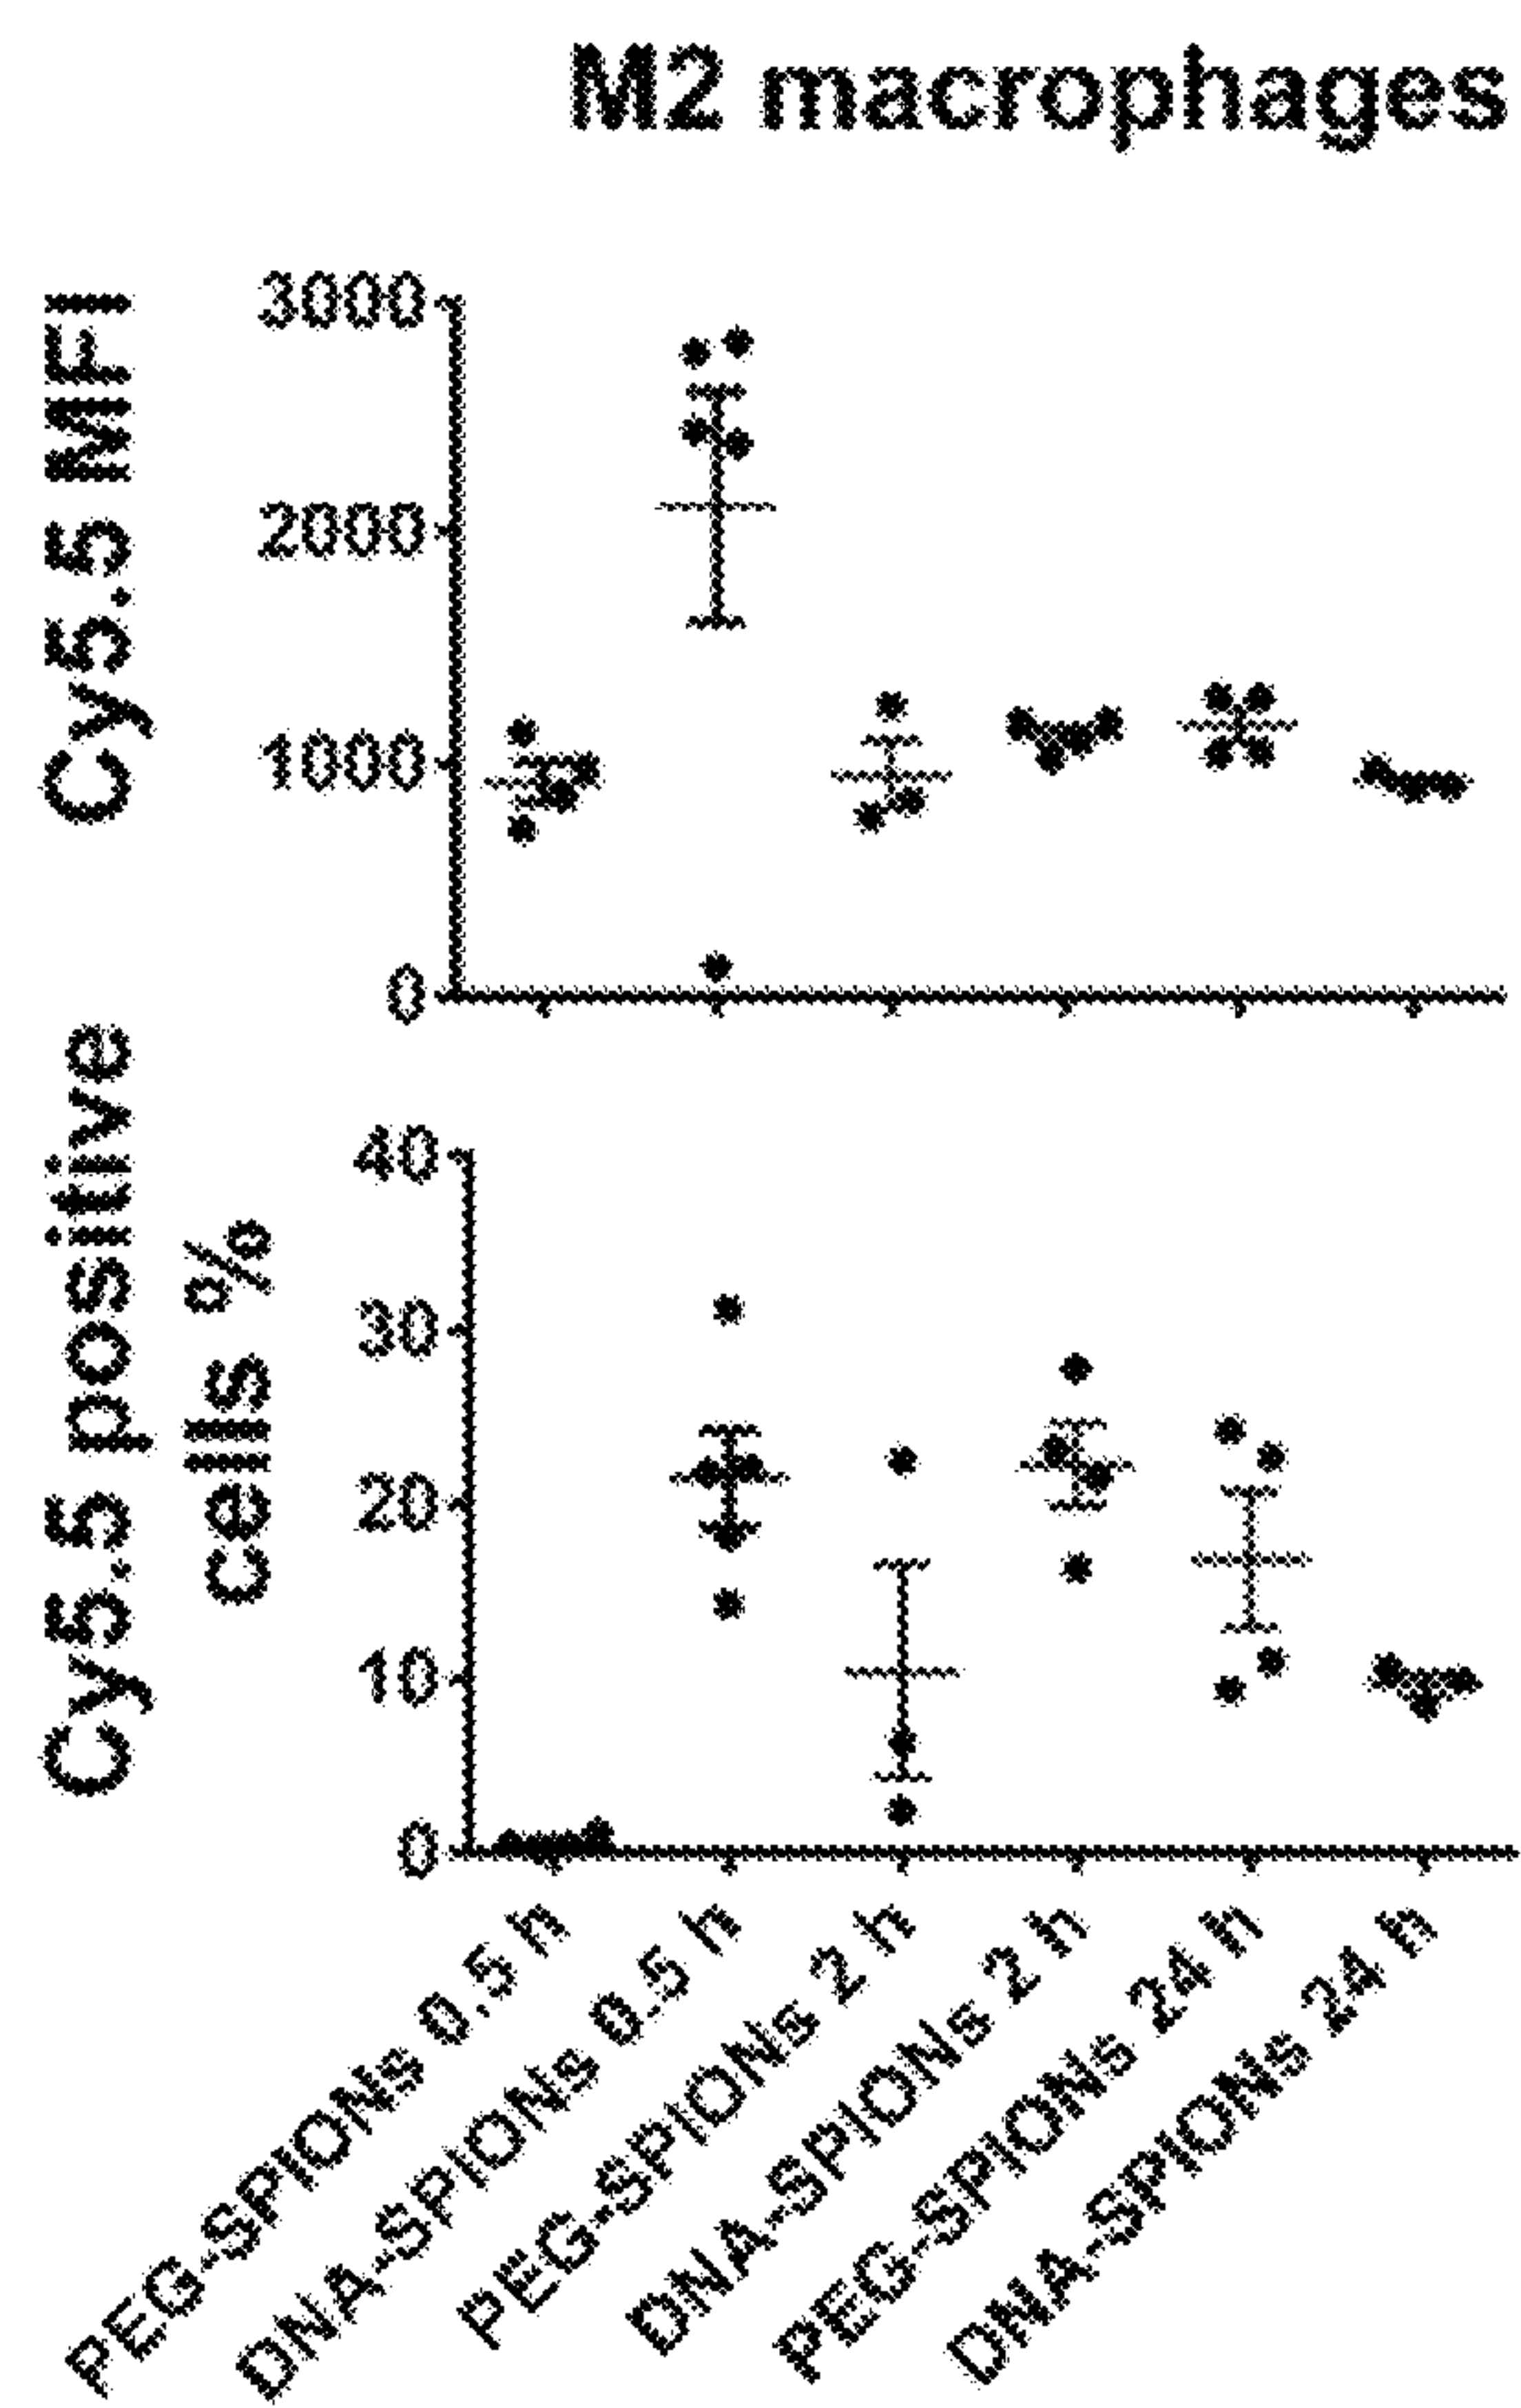 M2 macrophages
Cy5.5 MFI
3000
2000
1000
0
Cy5.5 positive
cells %
40
30
20
10
0
PEG-SPIONs 0.5 h
DNA-SPIONs 0.5 h
PEG-SPIONs 2 h
DNA-SPIONs 2 h
PEG-SPIONs 24 h
DNA-SPIONs 24 h